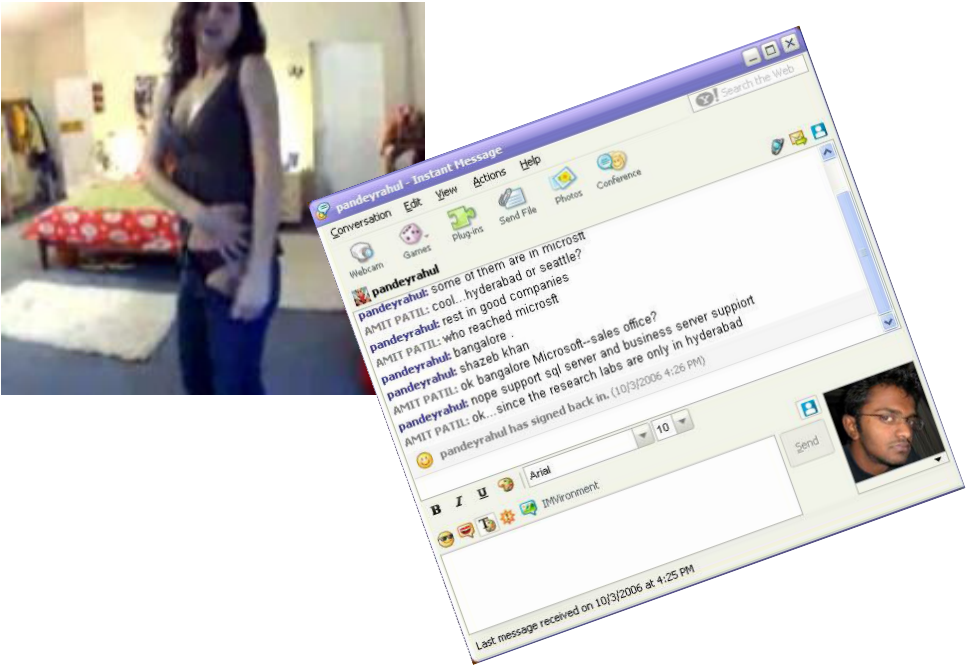 pandeyrahul - Instant Message
Search the Web
Conversation Edit View Actions Help
Webcam Games Plug-ins Send File Photos Conference
pandeyrahul
pandeyrahul: some of them are in microsft
AMIT PATIL: cool...hyderabad or seattle?
pandeyrahul: rest in good companies
AMIT PATIL: who reached microsft
pandeyrahul: bangalore .
pandeyrahul: shazeb khan
AMIT PATIL: ok bangalore Microsoft--sales office?
pandeyrahul: nope support sql server and business server suppiort
AMIT PATIL: ok...since the research labs are only in hyderabad
pandeyrahul has signed back in. (10/3/2006 4:26 PM)
B I U Arial 10
IMVironment
Send
Last message received on 10/3/2006 at 4:25 PM